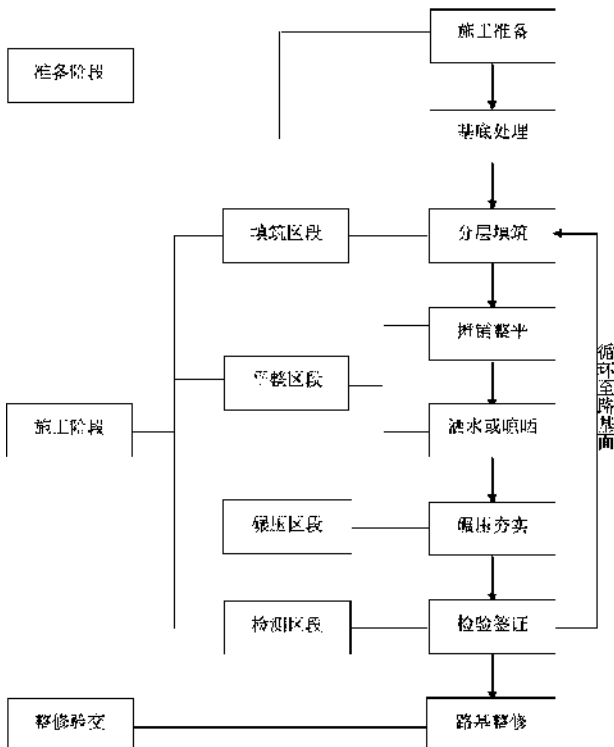 施工准备
准备阶段
基底处理
填筑区段
分层填筑
摊铺整平
平整区段
循环至路基面
施工阶段
洒水或晾晒
碾压区段
碾压夯实
检测区段
检验签证
整修验交
路基整修